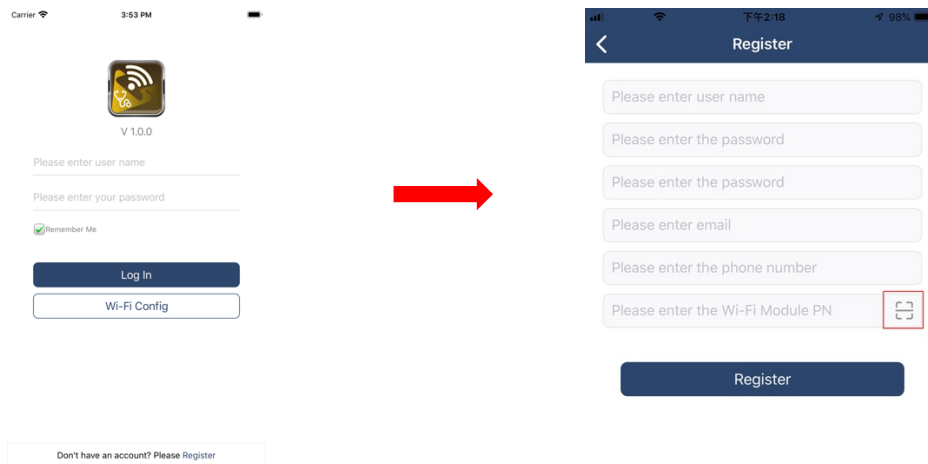 Carrier 3:53 PM
V 1.0.0
Please enter user name
Please enter your password
Remember Me
Log In
Wi-Fi Config
Don't have an account? Please Register
下午2:18 98%
Register
Please enter user name
Please enter the password
Please enter the password
Please enter email
Please enter the phone number
Please enter the Wi-Fi Module PN
Register